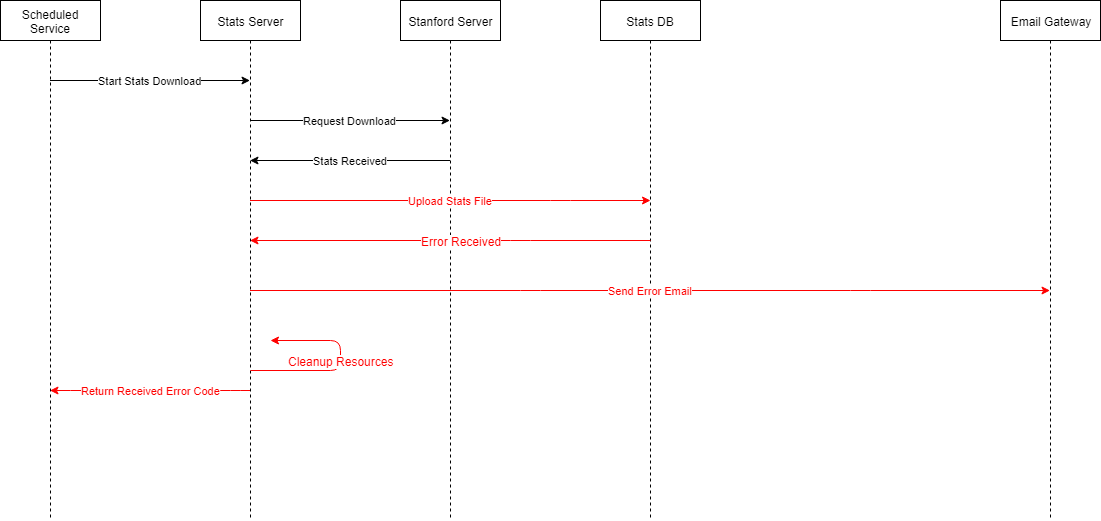 Scheduled
Service
Stats Server
Stanford Server
Stats DB
Email Gateway
Start Stats Download
Request Download
Stats Received
Upload Stats File
Error Received
Send Error Email
Cleanup Resources
Return Received Error Code